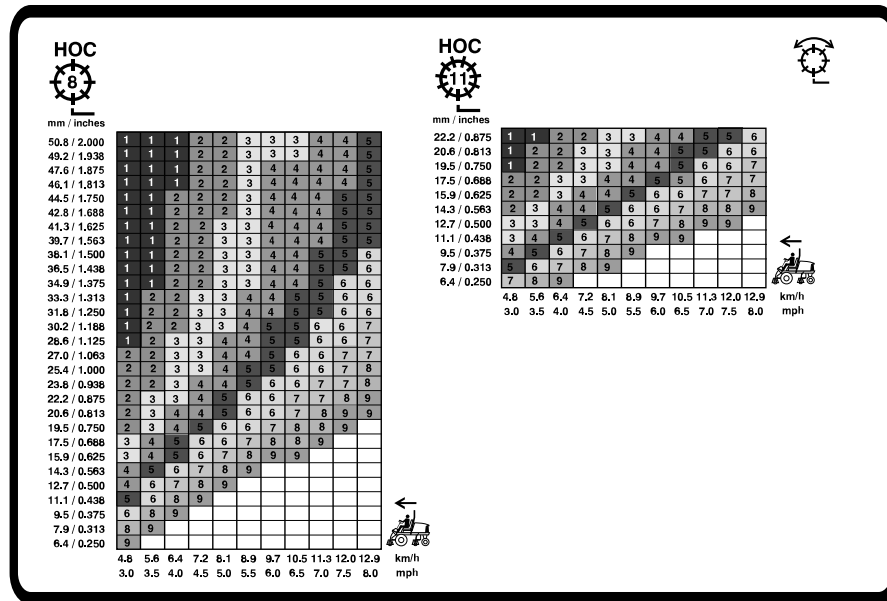 HOC
8
mm / inches
50.8 / 2.000 1 1 1 2 2 3 3 3 4 4 5
49.2 / 1.938 1 1 1 2 2 3 3 3 4 4 5
47.6 / 1.875 1 1 1 2 2 3 4 4 4 4 5
46.1 / 1.813 1 1 1 2 2 3 4 4 4 4 5
44.5 / 1.750 1 1 2 2 2 3 4 4 4 5 5
42.8 / 1.688 1 1 2 2 2 3 4 4 4 5 5
41.3 / 1.625 1 1 2 2 3 3 4 4 4 5 5
39.7 / 1.563 1 1 2 2 3 3 4 4 4 5 5
38.1 / 1.500 1 1 2 2 3 3 4 4 5 5 6
36.5 / 1.438 1 1 2 2 3 3 4 4 5 5 6
34.9 / 1.375 1 1 2 2 3 3 4 4 5 6 6
33.3 / 1.313 1 2 2 3 3 4 4 5 5 6 6
31.8 / 1.250 1 2 2 3 3 4 4 5 5 6 6
30.2 / 1.188 1 2 2 3 3 4 5 5 6 6 7
28.6 / 1.125 1 2 3 3 4 4 5 5 6 6 7
27.0 / 1.063 2 2 3 3 4 4 5 6 6 7 7
25.4 / 1.000 2 2 3 3 4 5 5 6 6 7 8
23.8 / 0.938 2 2 3 4 4 5 6 6 7 7 8
22.2 / 0.875 2 3 3 4 5 6 6 7 7 8 8
20.6 / 0.813 2 3 4 4 5 6 6 7 8 9 9
19.5 / 0.750 2 3 4 5 6 6 7 8 8 9
17.5 / 0.688 3 4 5 6 6 7 8 8 9
15.9 / 0.625 3 4 5 6 7 8 9 9
14.3 / 0.563 4 5 6 7 8 9
12.7 / 0.500 4 6 7 8 9
11.1 / 0.438 5 6 8 9
9.5 / 0.375 6 8 9
7.9 / 0.313 8 9
6.4 / 0.250 9
4.8 5.6 6.4 7.2 8.1 8.9 9.7 10.5 11.3 12.0 12.9 km/h
3.0 3.5 4.0 4.5 5.0 5.5 6.0 6.5 7.0 7.5 8.0 mph
HOC
11
mm / inches
22.2 / 0.875 1 1 2 2 3 3 4 4 5 5 6
20.6 / 0.813 1 2 2 3 3 4 4 5 5 6 6
19.5 / 0.750 1 2 2 3 4 4 4 5 6 6 7
17.5 / 0.688 2 2 3 4 4 4 5 5 6 7 7
15.9 / 0.625 2 2 3 4 4 5 6 6 7 7 8
14.3 / 0.563 2 3 4 4 5 6 6 7 8 8 9
12.7 / 0.500 3 3 4 5 6 6 7 8 9 9
11.1 / 0.438 3 4 5 6 7 8 9 9
9.5 / 0.375 4 5 6 7 8 9
7.9 / 0.313 5 6 7 8 9
6.4 / 0.250 7 8 9
4.8 5.6 6.4 7.2 8.1 8.9 9.7 10.5 11.3 12.0 12.9 km/h
3.0 3.5 4.0 4.5 5.0 5.5 6.0 6.5 7.0 7.5 8.0 mph